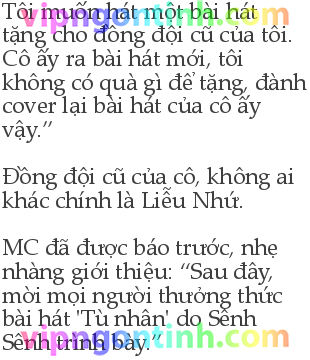 Tôi muốn hát một bài hát
tặng cho đồng đội cũ của tôi.
Cô ấy ra bài hát mới, tôi
không có quà gì để tặng, đành
cover lại bài hát của cô ấy
vậy.”
Đồng đội cũ của cô, không ai
khác chính là Liễu Nhứ.
MC đã được báo trước, nhẹ
nhàng giới thiệu: “Sau đây,
mời mọi người thưởng thức
bài hát 'Tù nhân' do Sênh
Sênh trình bày.”
vipngontinh.com
vipngontinh.com